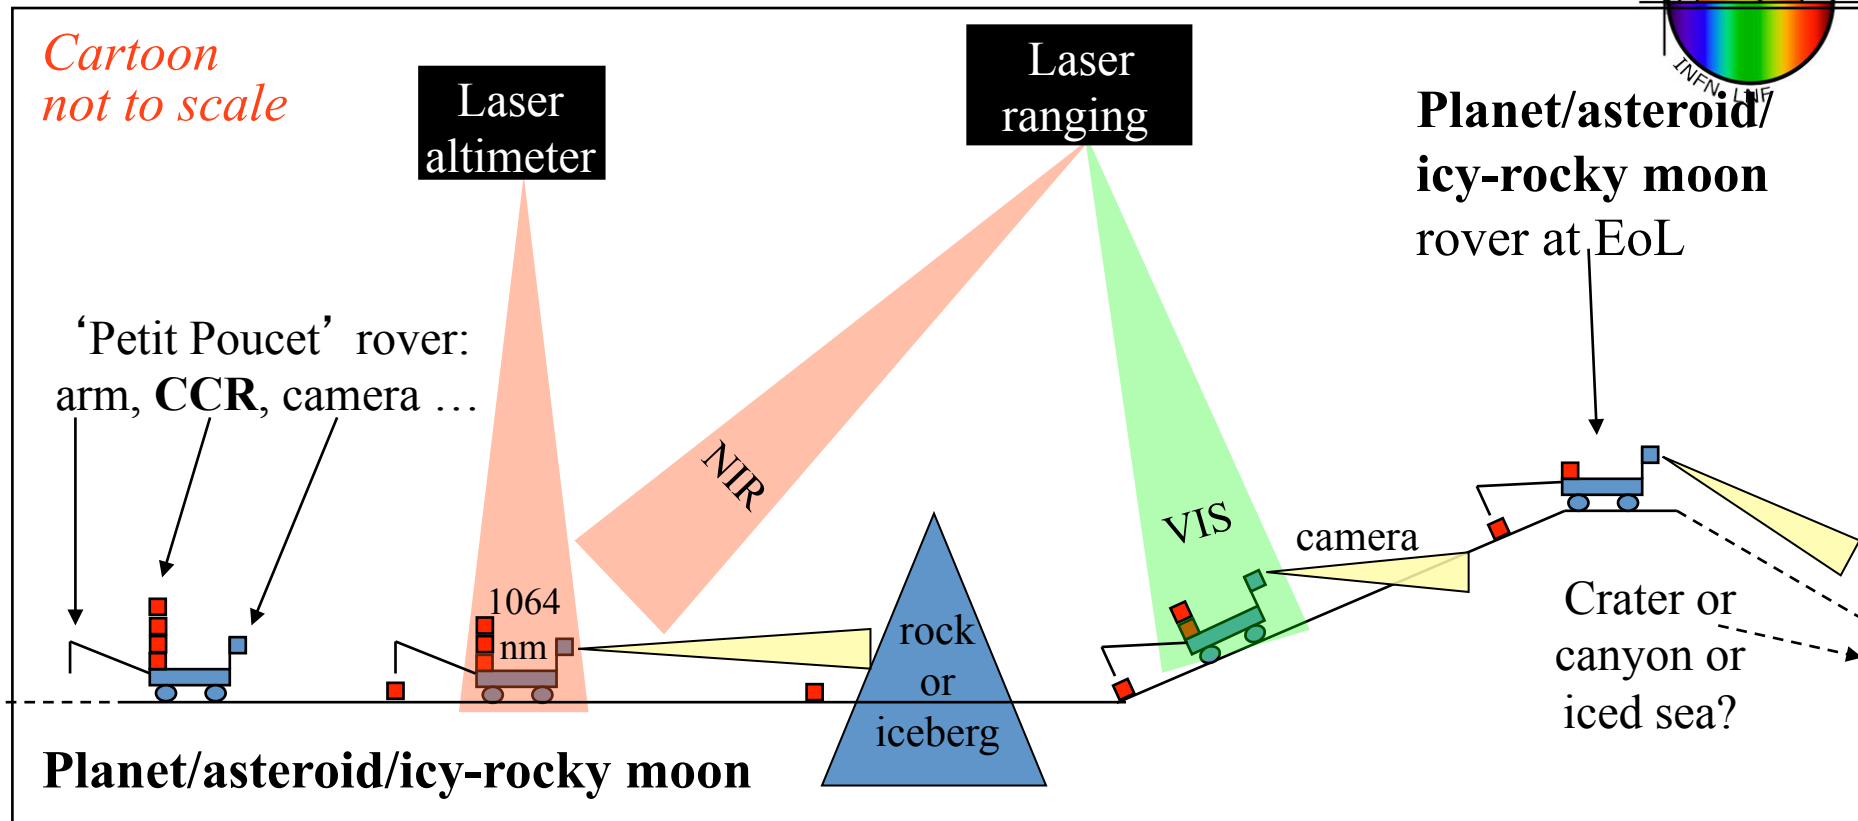 Cartoon
not to scale
Laser
altimeter
Laser
ranging
INFN-LNF
Planet/asteroid/
icy-rocky moon
rover at EoL
‘Petit Poucet’ rover:
arm, CCR, camera …
NIR
VIS
camera
1064
nm
rock
or
iceberg
Crater or
canyon or
iced sea?
Planet/asteroid/icy-rocky moon